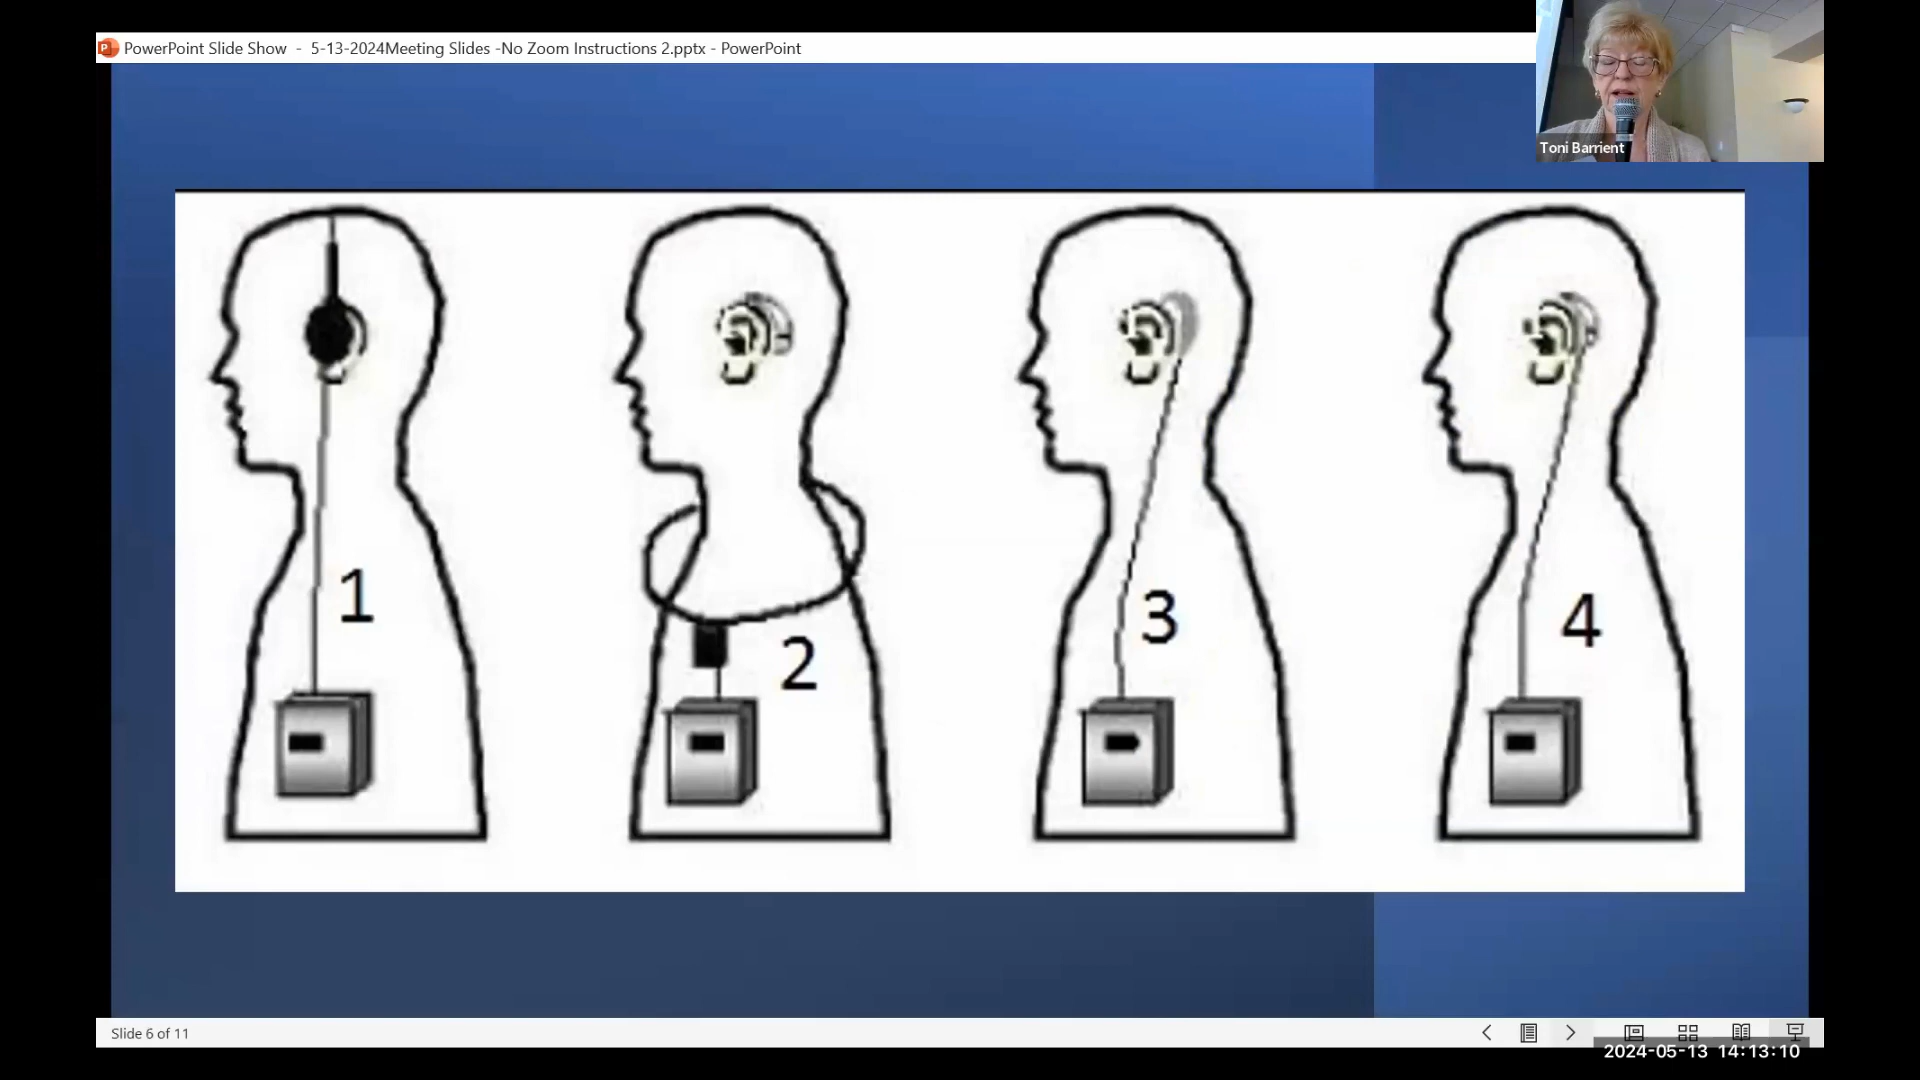 PowerPoint Slide Show - 5-13-2024Meeting Slides -No Zoom Instructions 2.pptx - PowerPoint
Toni Barrient
1
2
3
4
Slide 6 of 11
2024-05-13 14:13:10